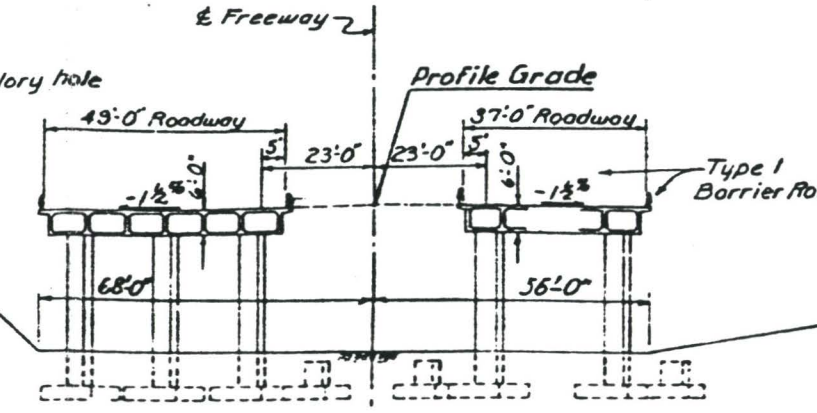 ℄ Freeway
lory hole
Profile Grade
49'-0" Roadway
37'-0" Roadway
5'
23'-0"
23'-0"
5'
6'-0"
6'-0"
-1½%
-1½%
Type 1
Barrier Ra
68'-0"
56'-0"